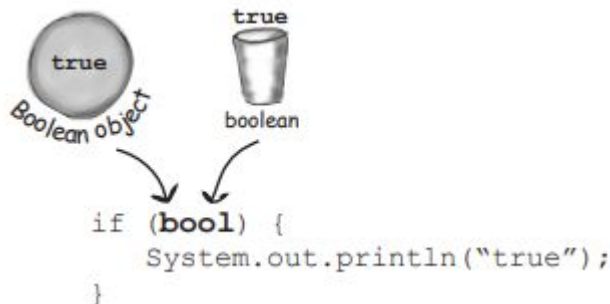 true
true
Boolean object
boolean
if (bool) {
System.out.println(“true”);
}